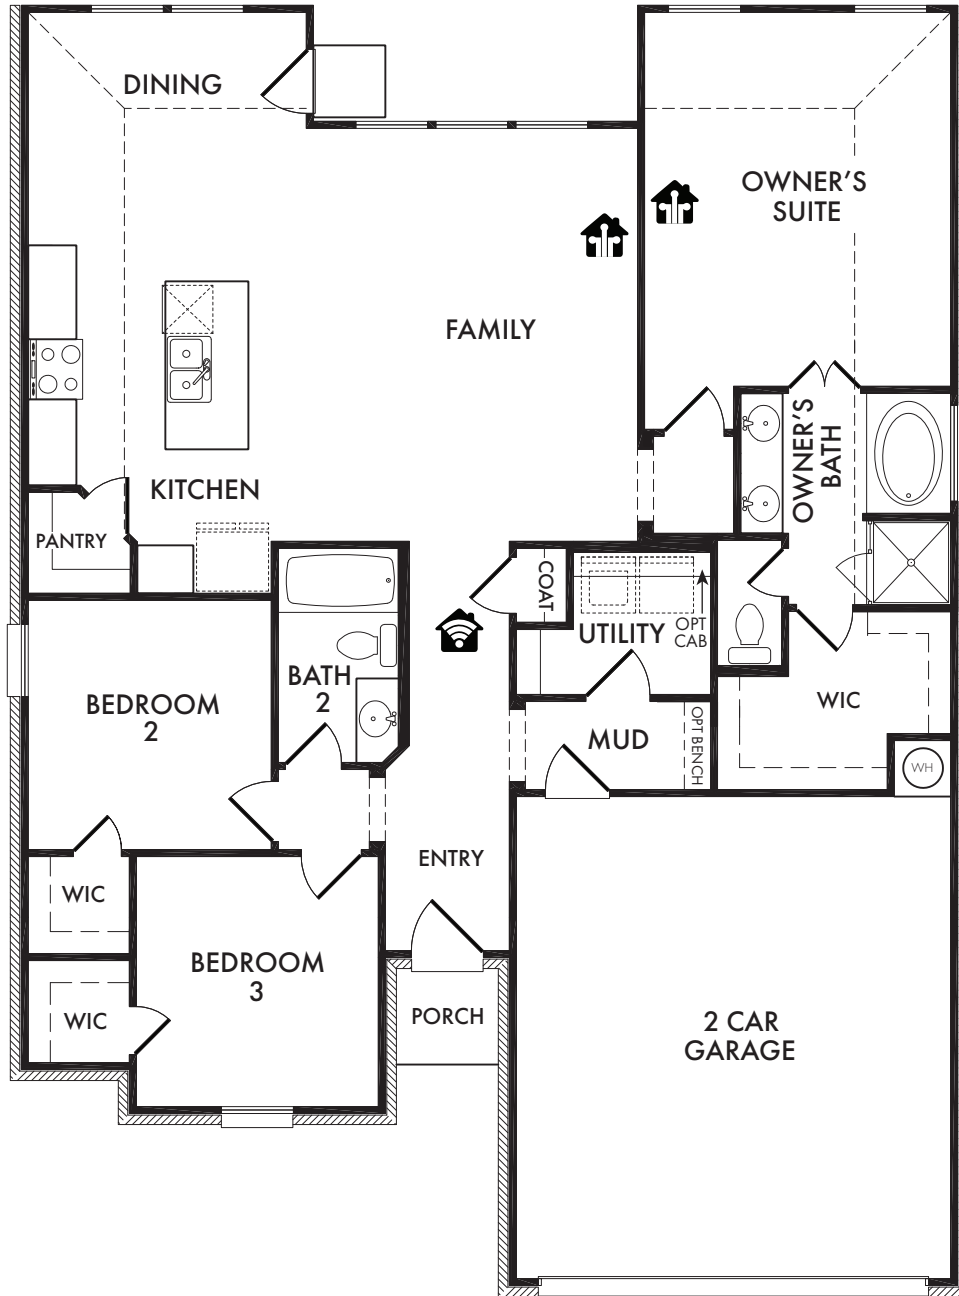 DINING
OWNER'S
SUITE
FAMILY
OWNER'S
BATH
KITCHEN
PANTRY
COAT
UTILITY
OPT
CAB
BATH
2
BEDROOM
2
WIC
MUD
OPT BENCH
WH
ENTRY
WIC
BEDROOM
3
WIC
PORCH
2 CAR
GARAGE